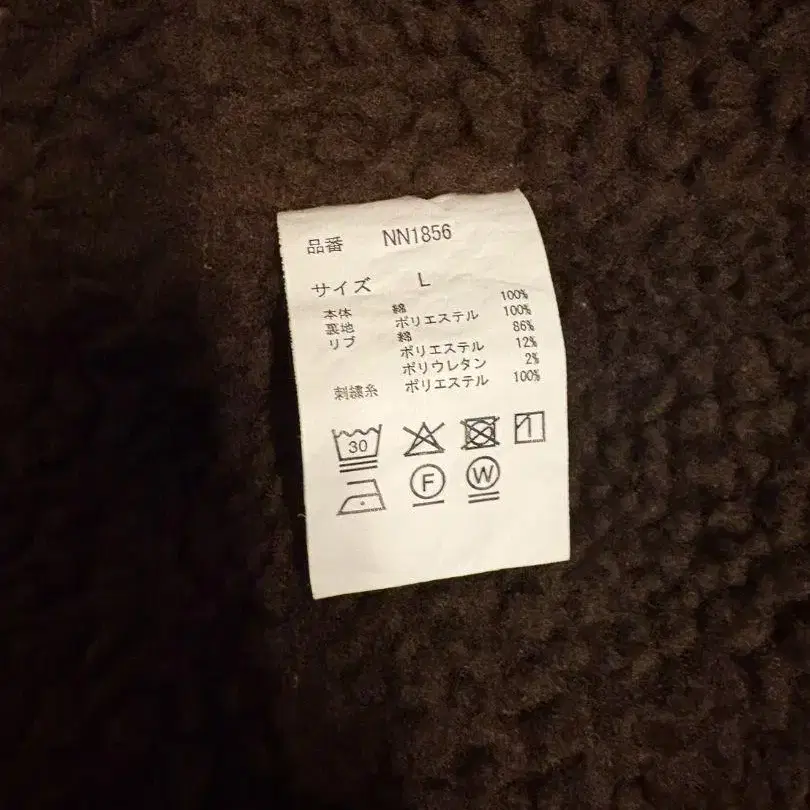 品番 NN1856
サイズ L
本体 綿 100%
裏地 ポリエステル 100%
リブ 綿 86%
ポリエステル 12%
ポリウレタン 2%
刺繍糸 ポリエステル 100%
30
F W